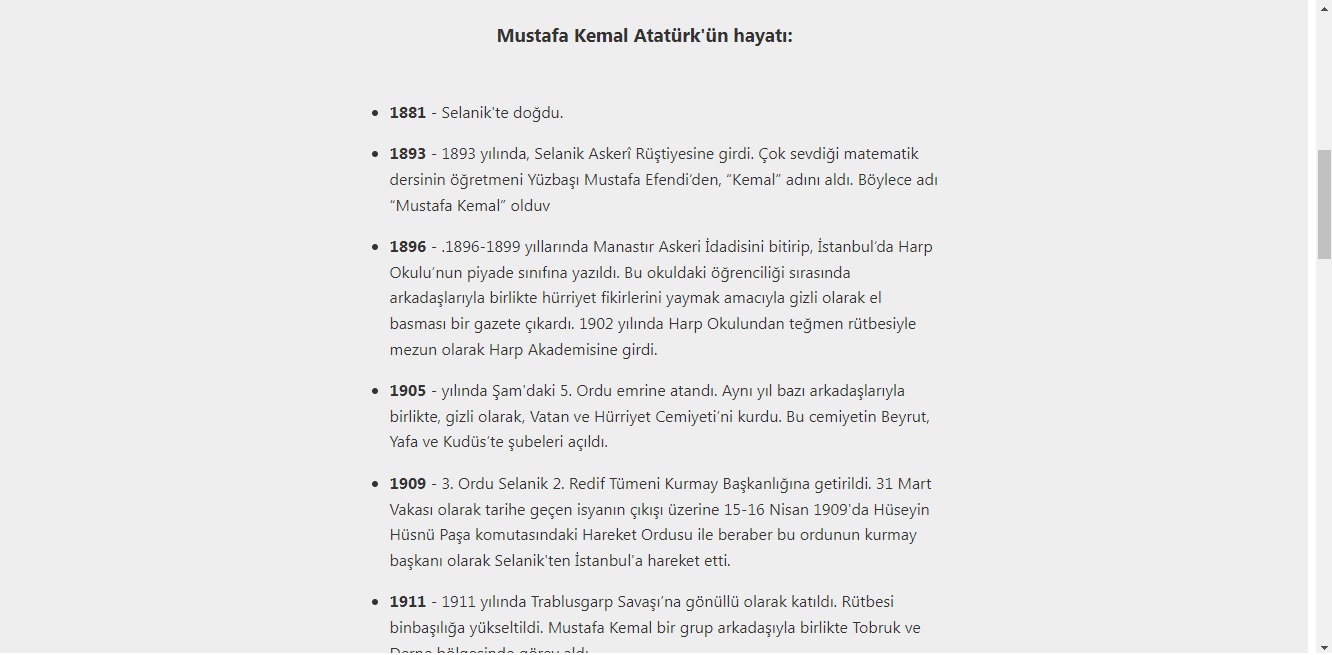 Mustafa Kemal Atatürk'ün hayatı:
1881 - Selanik'te doğdu.
1893 - 1893 yılında, Selanik Askerî Rüştiyesine girdi. Çok sevdiği matematik
dersinin öğretmeni Yüzbaşı Mustafa Efendi’den, “Kemal” adını aldı. Böylece adı
“Mustafa Kemal” olduv
1896 - .1896-1899 yıllarında Manastır Askeri İdadisini bitirip, İstanbul’da Harp
Okulu’nun piyade sınıfına yazıldı. Bu okuldaki öğrenciliği sırasında
arkadaşlarıyla birlikte hürriyet fikirlerini yaymak amacıyla gizli olarak el
basması bir gazete çıkardı. 1902 yılında Harp Okulundan teğmen rütbesiyle
mezun olarak Harp Akademisine girdi.
1905 - yılında Şam'daki 5. Ordu emrine atandı. Aynı yıl bazı arkadaşlarıyla
birlikte, gizli olarak, Vatan ve Hürriyet Cemiyeti’ni kurdu. Bu cemiyetin Beyrut,
Yafa ve Kudüs’te şubeleri açıldı.
1909 - 3. Ordu Selanik 2. Redif Tümeni Kurmay Başkanlığına getirildi. 31 Mart
Vakası olarak tarihe geçen isyanın çıkışı üzerine 15-16 Nisan 1909'da Hüseyin
Hüsnü Paşa komutasındaki Hareket Ordusu ile beraber bu ordunun kurmay
başkanı olarak Selanik'ten İstanbul'a hareket etti.
1911 - 1911 yılında Trablusgarp Savaşı’na gönüllü olarak katıldı. Rütbesi
binbaşılığa yükseltildi. Mustafa Kemal bir grup arkadaşıyla birlikte Tobruk ve
Derne bölgesinde görev aldı